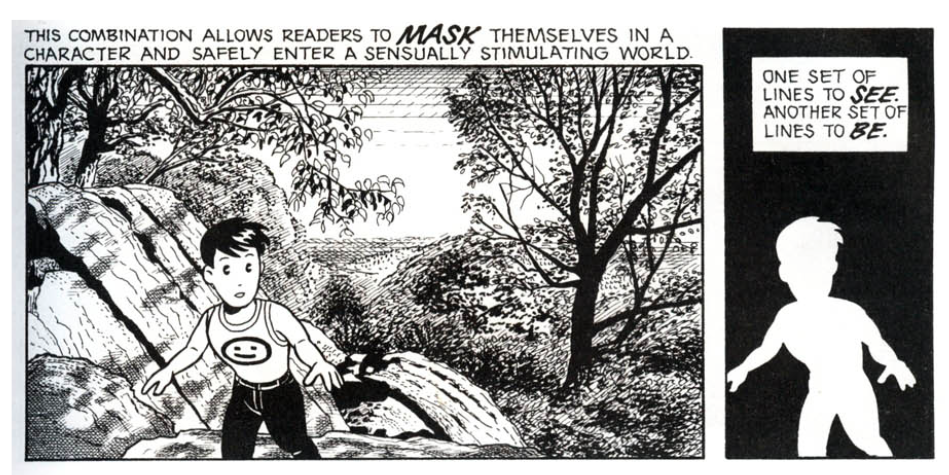 THIS COMBINATION ALLOWS READERS TO MASK THEMSELVES IN A
CHARACTER AND SAFELY ENTER A SENSUALLY STIMULATING WORLD.
ONE SET OF
LINES TO SEE.
ANOTHER SET OF
LINES TO BE.